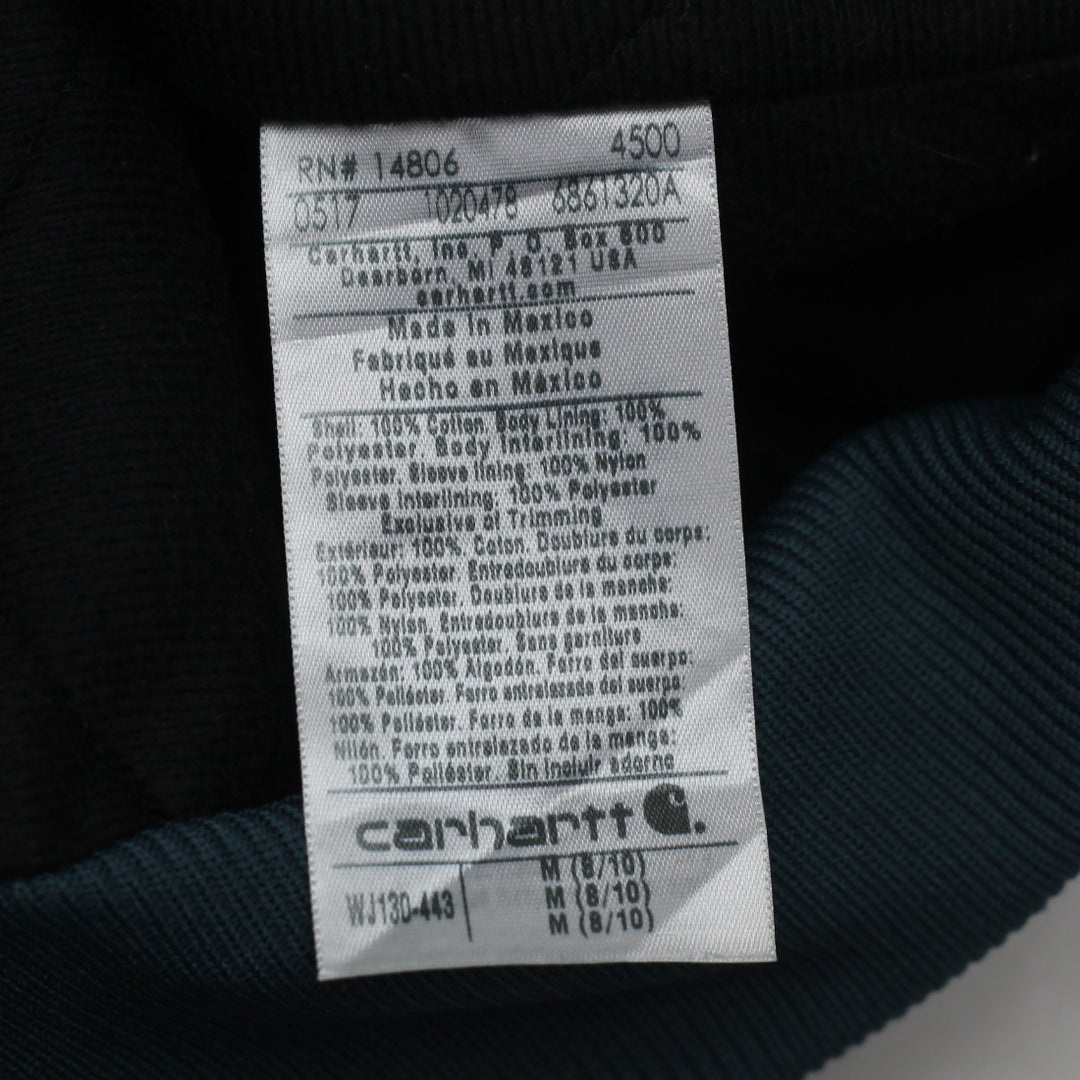 RN# 14806 4500
0517 1020478 6861320A
Carhartt, Inc. P. O. Box 600
Dearborn, MI 48121 USA
carhartt.com
Made in Mexico
Fabriqué au Mexique
Hecho en México
Shell: 100% Cotton. Body Lining: 100%
Polyester. Body Interlining: 100%
Polyester. Sleeve lining: 100% Nylon
Sleeve Interlining: 100% Polyester
Exclusive of Trimming
Extérieur: 100%. Coton. Doublure du corps:
100% Polyester. Entredoublure du corps:
100% Polyester. Doublure de la manche:
100% Nylon. Entredoublure de la manche:
100% Polyester. Sans garniture
Armazón: 100% Algodón. Forro del cuerpo:
100% Poliéster. Forro entrelazado del cuerpo
100% Poliéster. Forro de la manga: 100%
Nilón. Forro entrelazado de la manga:
100% Poliéster. Sin incluir adorno
carhartt
M (8/10)
WJ130-443 M (8/10)
M (8/10)